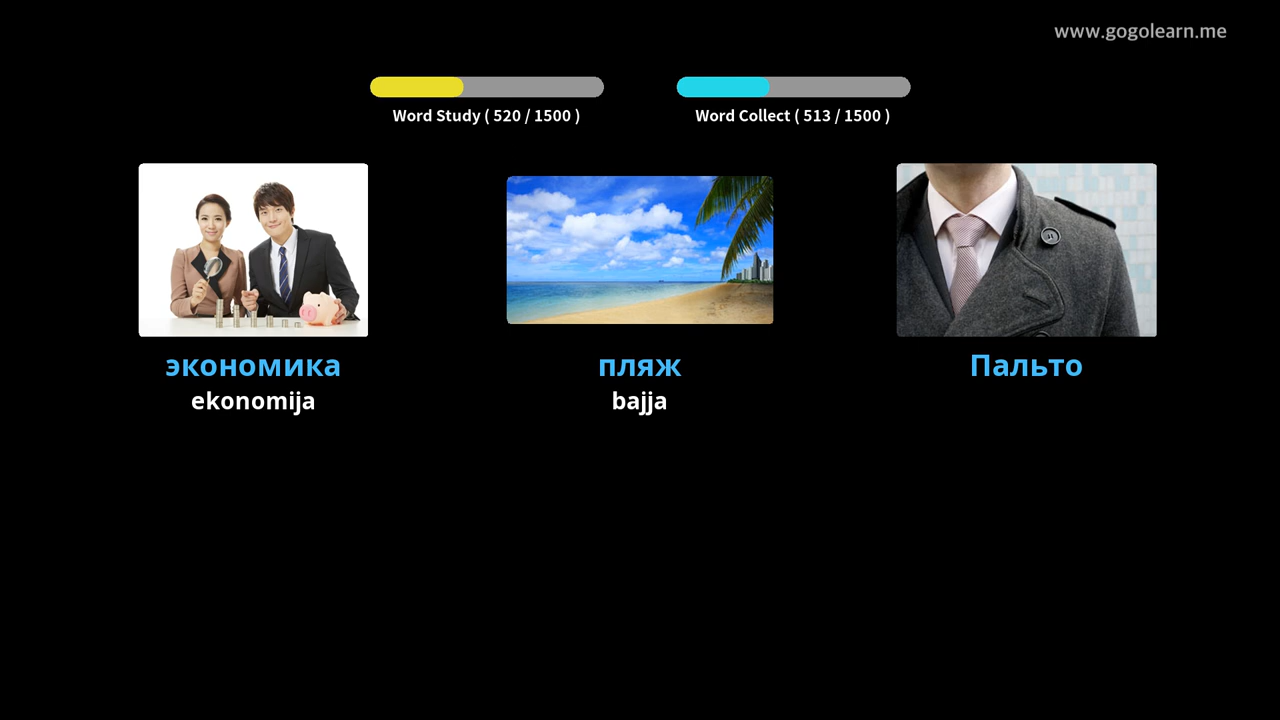 www.gogolearn.me
Word Study ( 520 / 1500 )
Word Collect ( 513 / 1500 )
экономика
ekonomija
пляж
bajja
Пальто